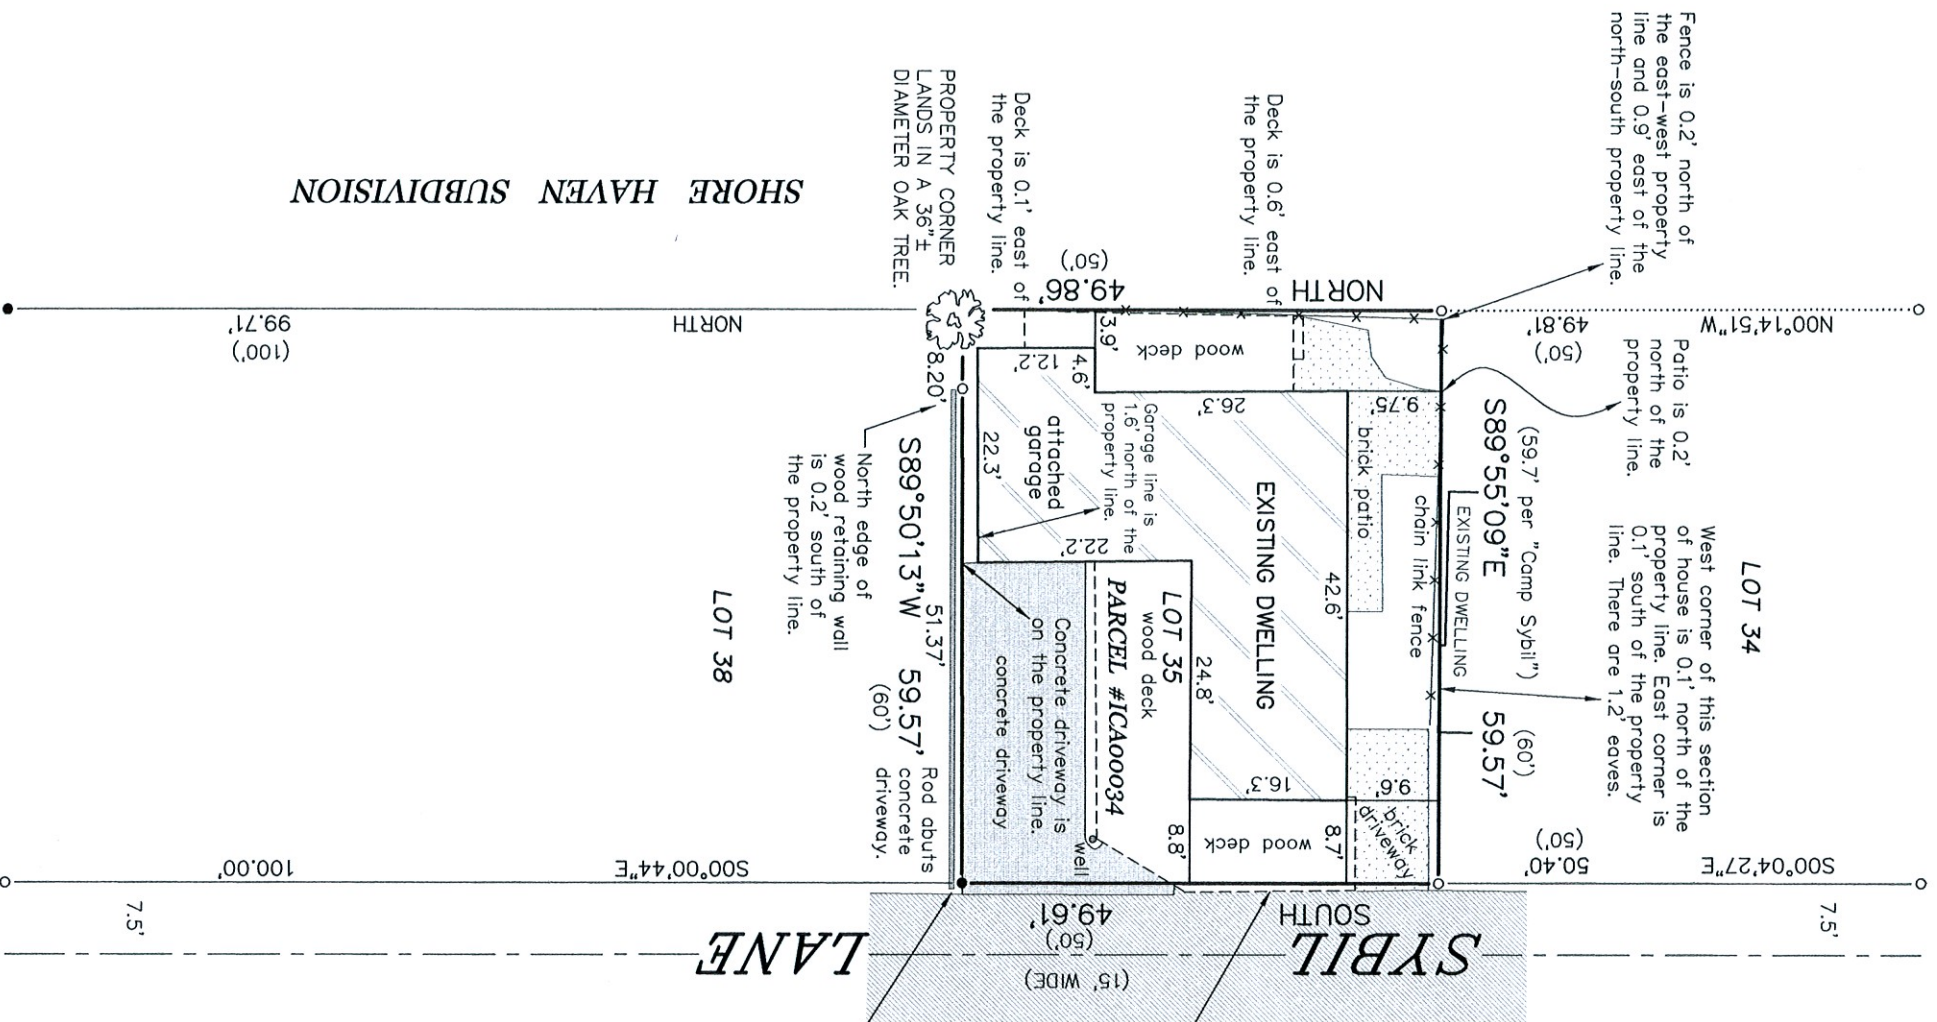 Fence is 0.2' north of
the east-west property
line and 0.9' east of the
north-south property line.
Deck is 0.6' east of
the property line.
Deck is 0.1' east of
the property line.
PROPERTY CORNER
LANDS IN A 36"±
DIAMETER OAK TREE.
SHORE HAVEN SUBDIVISION
N00°14'51"W
49.81'
(50')
NORTH
49.86'
(50')
NORTH
99.71'
(100')
Patio is 0.2'
north of the
property line.
LOT 34
West corner of this section
of house is 0.1' north of the
property line. East corner is
0.1' south of the property
line. There are 1.2' eaves.
(59.7' per "Camp Sybil")
S89°55'09"E
(60')
59.57'
EXISTING DWELLING
chain link fence
9.75'
brick patio
wood deck
3.9'
26.3'
4.6'
12.2'
8.20'
EXISTING DWELLING
42.6'
Garage line is
1.6' north of the
property line.
attached
garage
22.3'
22.2'
LOT 35
wood deck
PARCEL #ICA00034
24.8'
16.3'
9.6'
brick
driveway
wood deck
8.7'
8.8'
well
Concrete driveway is
on the property line.
concrete driveway
S89°50'13"W
51.37'
59.57'
(60')
North edge of
wood retaining wall
is 0.2' south of
the property line.
Rod abuts
concrete
driveway.
LOT 38
S00°04'27"E
50.40'
(50')
SOUTH
49.61'
(50')
S00°00'44"E
100.00'
7.5'
7.5'
SYBIL LANE
(15' WIDE)